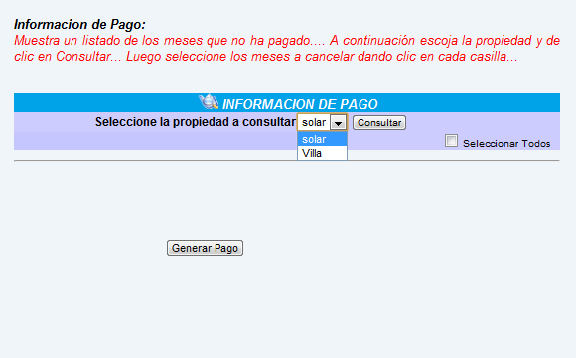 Informacion de Pago:
Muestra un listado de los meses que no ha pagado.... A continuación escoja la propiedad y de
clic en Consultar... Luego seleccione los meses a cancelar dando clic en cada casilla...
INFORMACION DE PAGO
Seleccione la propiedad a consultar solar Consultar
solar
Seleccionar Todos
Villa
Generar Pago